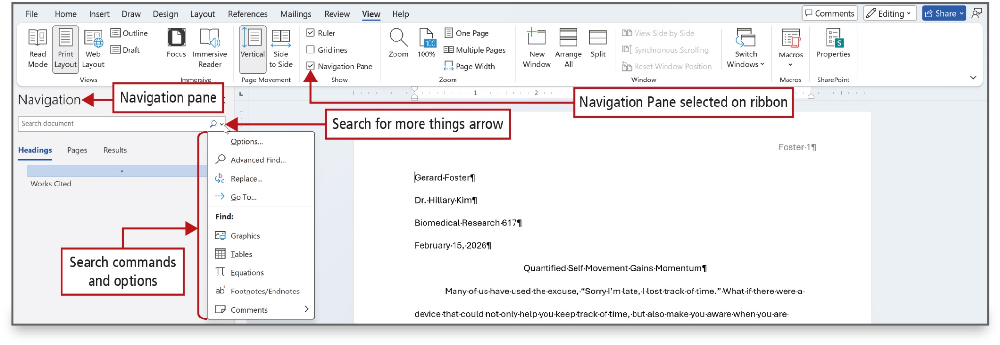 File Home Insert Draw Design Layout References Mailings Review View Help Comments Editing Share
Read Mode
Print Layout
Web Layout
Outline
Draft
Views
Focus
Immersive Reader
Immersive
Vertical
Side to Side
Page Movement
Ruler
Gridlines
Navigation Pane
Show
Zoom
100
100%
One Page
Multiple Pages
Page Width
Zoom
New Window
Arrange All
Split
View Side by Side
Synchronous Scrolling
Reset Window Position
Window
Switch Windows
Macros
Macros
S
Properties
SharePoint
Navigation
Navigation pane
1 2
Navigation Pane selected on ribbon
Search document
Search for more things arrow
Headings Pages Results
Works Cited
Options...
Advanced Find...
b
c
Replace...
Go To...
Find:
Graphics
Tables
π Equations
ab¹ Footnotes/Endnotes
Comments
Search commands
and options
Foster·1¶
Gerard·Foster¶
Dr.·Hillary·Kim¶
Biomedical·Research·617¶
February·15,·2026¶
Quantified·Self·Movement·Gains·Momentum¶
Many·of·us·have·used·the·excuse,·“Sorry·I’m·late,·I·lost·track·of·time.”·What·if·there·were·a·
device·that·could·not·only·help·you·keep·track·of·time,·but·also·make·you·aware·when·you·are·